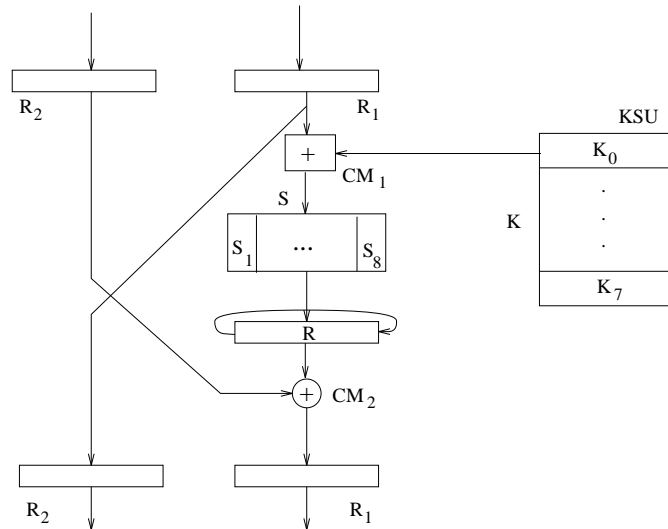 R2
R1
KSU
K0
+
CM1
S
S1 ... S8
K
.
.
.
K7
R
+
CM2
R2
R1